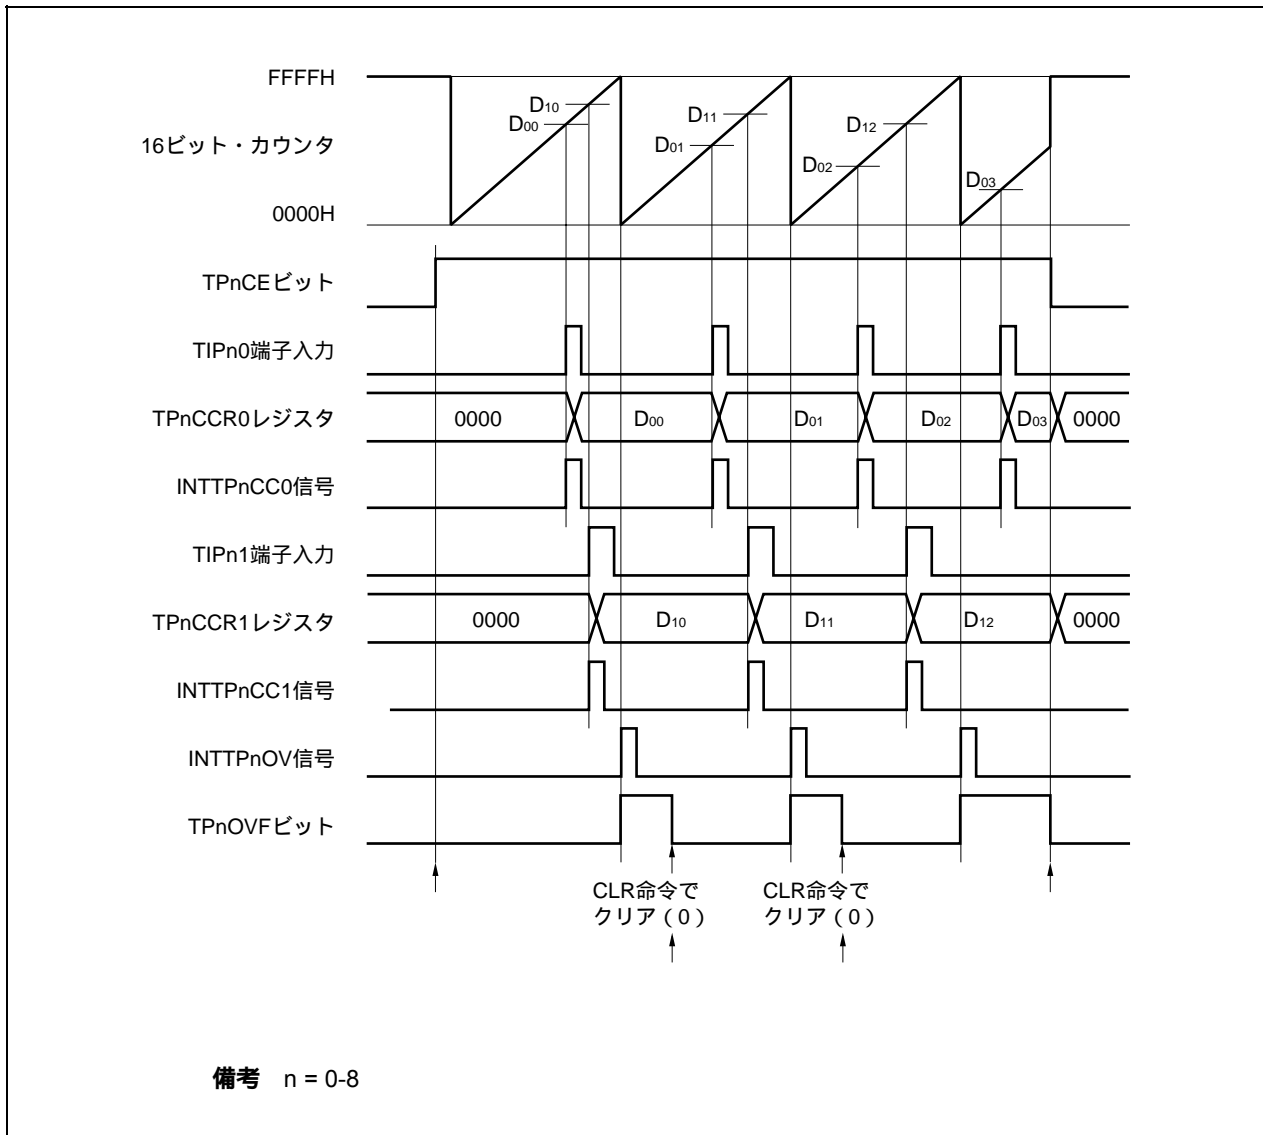 FFFFH
D10
D00
D11
D01
D12
D02
D03
16ビット・カウンタ
0000H
TPnCEビット
TIPn0端子入力
TPnCCR0レジスタ
0000
D00
D01
D02
D03
0000
INTTPnCC0信号
TIPn1端子入力
TPnCCR1レジスタ
0000
D10
D11
D12
0000
INTTPnCC1信号
INTTPnOV信号
TPnOVFビット
CLR命令で
クリア(0)
CLR命令で
クリア(0)
備考 n = 0-8